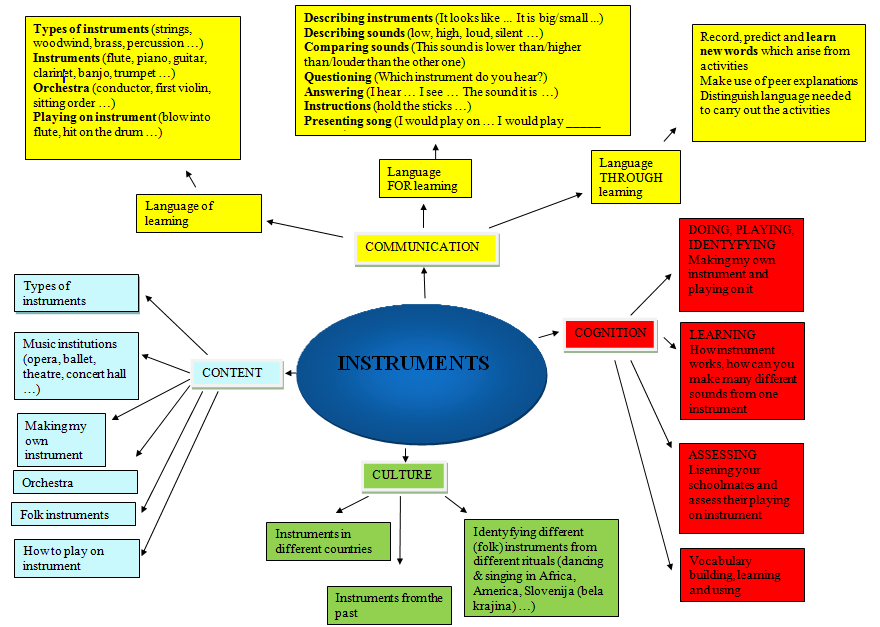 Types of instruments (strings,
woodwind, brass, percussion ...)
Instruments (flute, piano, guitar,
clarinet, banjo, trumpet ...)
Orchestra (conductor, first violin,
sitting order ...)
Playing on instrument (blow into
flute, hit on the drum ...)
Describing instruments (It looks like ... It is big/small ...)
Describing sounds (low, high, loud, silent ...)
Comparing sounds (This sound is lower than/higher
than/louder than the other one)
Questioning (Which instrument do you hear?)
Answering (I hear ... I see ... The sound it is ...)
Instructions (hold the sticks ...)
Presenting song (I would play on ... I would play _____
Record, predict and learn
new words which arise from
activities
Make use of peer explanations
Distinguish language needed
to carry out the activities
Language of
learning
Language
FOR learning
Language
THROUGH
learning
COMMUNICATION
INSTRUMENTS
CONTENT
Types of
instruments
Music institutions
(opera, ballet,
theatre, concert hall
...)
Making my
own
instrument
Orchestra
Folk instruments
How to play on
instrument
CULTURE
Instruments in
different countries
Instruments from the
past
Identyfying different
(folk) instruments from
different rituals (dancing
& singing in Africa,
America, Slovenija (bela
krajina) ...)
COGNITION
DOING, PLAYING,
IDENTYFYING
Making my own
instrument and
playing on it
LEARNING
How instrument
works, how can you
make many different
sounds from one
instrument
ASSESSING
Lisening your
schoolmates and
assess their playing
on instrument
Vocabulary
building, learning
and using